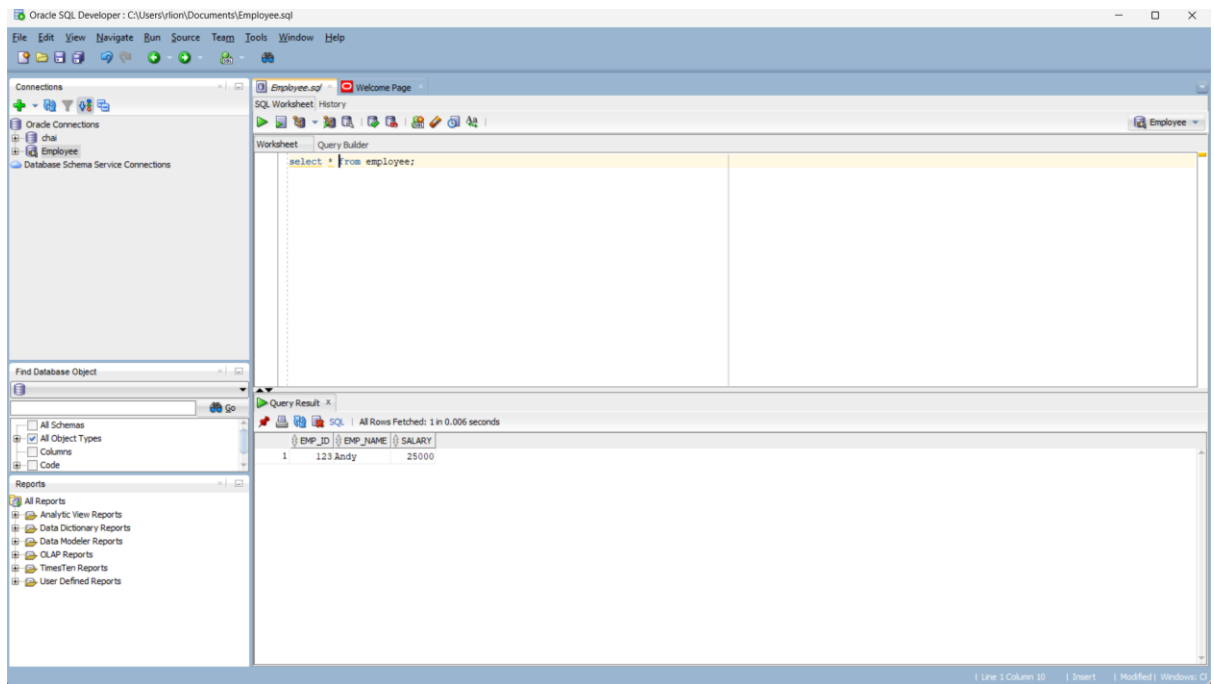 Oracle SQL Developer : C:\Users\rlion\Documents\Employee.sql
File Edit View Navigate Run Source Team Tools Window Help
Connections
Oracle Connections
chai
Employee
Database Schema Service Connections
Find Database Object
Go
All Schemas
All Object Types
Columns
Code
Reports
All Reports
Analytic View Reports
Data Dictionary Reports
Data Modeler Reports
OLAP Reports
TimesTen Reports
User Defined Reports
Employee.sql Welcome Page
SQL Worksheet History
Employee
Worksheet Query Builder
select * from employee;
Query Result
SQL | All Rows Fetched: 1 in 0.006 seconds
EMP_ID EMP_NAME SALARY
1 123 Andy 25000
| Line 1 Column 10 | Insert | Modified | Windows: Cl